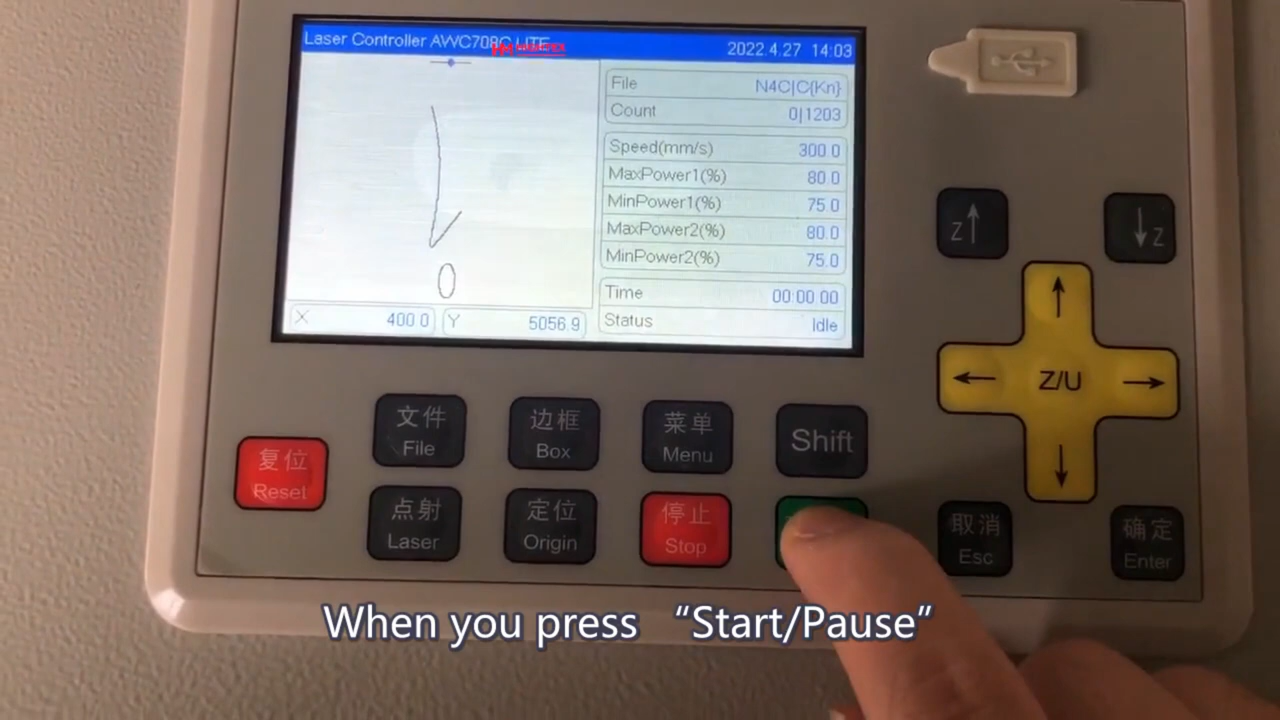 Laser Controller AWC708C LITE
2022.4.27 14:03
File N4C|C(Kn)
Count 0|1203
Speed(mm/s) 300.0
MaxPower1(%) 80.0
MinPower1(%) 75.0
MaxPower2(%) 80.0
MinPower2(%) 75.0
Time 00:00:00
Status Idle
X 400.0 Y 5056.9
0
Z
Z
Z/U
复位
Reset
文件
File
边框
Box
菜单
Menu
Shift
点射
Laser
定位
Origin
停止
Stop
取消
Esc
确定
Enter
When you press “Start/Pause”